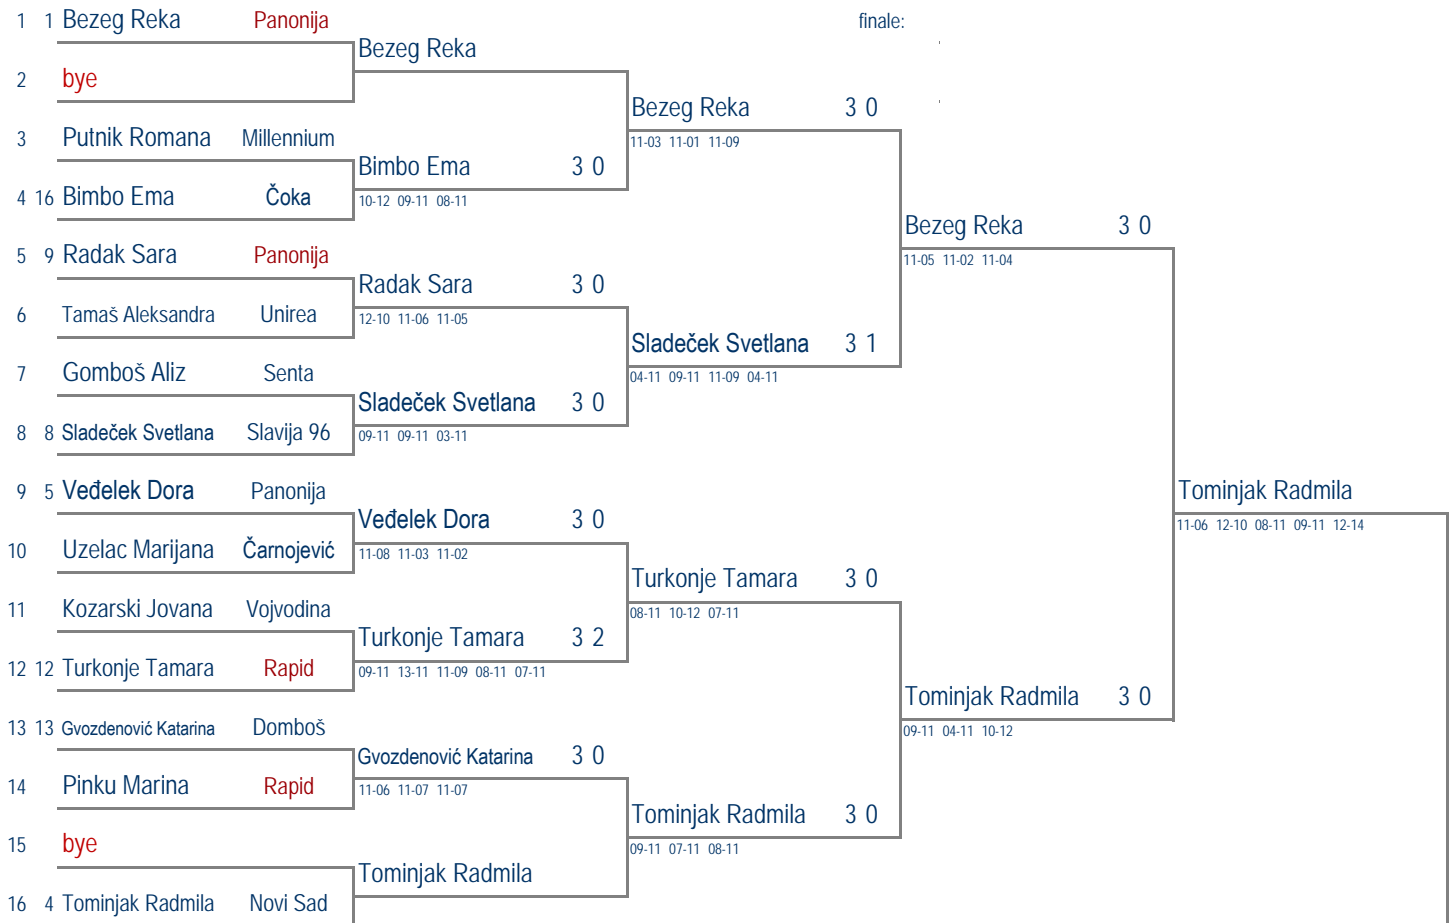 1 1 Bezeg Reka Panonija finale:
Bezeg Reka
2 bye
Bezeg Reka 3 0
3 Putnik Romana Millennium
11-03 11-01 11-09
Bimbo Ema 3 0
4 16 Bimbo Ema Čoka
10-12 09-11 08-11
Bezeg Reka 3 0
5 9 Radak Sara Panonija
11-05 11-02 11-04
Radak Sara 3 0
6 Tamaš Aleksandra Unirea
12-10 11-06 11-05
Sladeček Svetlana 3 1
7 Gomboš Aliz Senta
04-11 09-11 11-09 04-11
Sladeček Svetlana 3 0
8 8 Sladeček Svetlana Slavija 96
09-11 09-11 03-11
9 5 Veđelek Dora Panonija
Tominjak Radmila
Veđelek Dora 3 0
11-06 12-10 08-11 09-11 12-14
10 Uzelac Marijana Čarnojević
11-08 11-03 11-02
Turkonje Tamara 3 0
11 Kozarski Jovana Vojvodina
08-11 10-12 07-11
Turkonje Tamara 3 2
12 12 Turkonje Tamara Rapid
09-11 13-11 11-09 08-11 07-11
Tominjak Radmila 3 0
13 13 Gvozdenović Katarina Domboš
09-11 04-11 10-12
Gvozdenović Katarina 3 0
14 Pinku Marina Rapid
11-06 11-07 11-07
Tominjak Radmila 3 0
15 bye
09-11 07-11 08-11
Tominjak Radmila
16 4 Tominjak Radmila Novi Sad